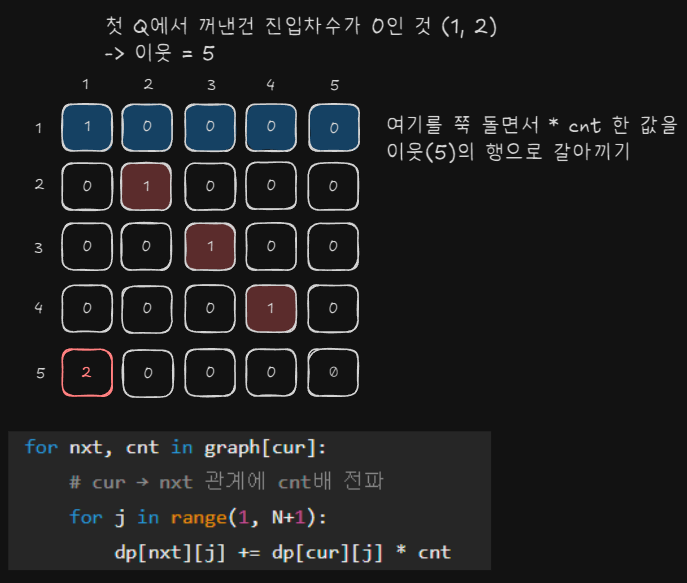 첫 Q에서 꺼낸건 진입차수가 0인 것 (1, 2)
-> 이웃 = 5
1 2 3 4 5
1 1 0 0 0 0
여기를 쭉 돌면서 * cnt 한 값을
이웃(5)의 행으로 갈아끼기
2 0 1 0 0 0
3 0 0 1 0 0
4 0 0 0 1 0
5 2 0 0 0 0
for nxt, cnt in graph[cur]:
# cur → nxt 관계에 cnt배 전파
for j in range(1, N+1):
dp[nxt][j] += dp[cur][j] * cnt